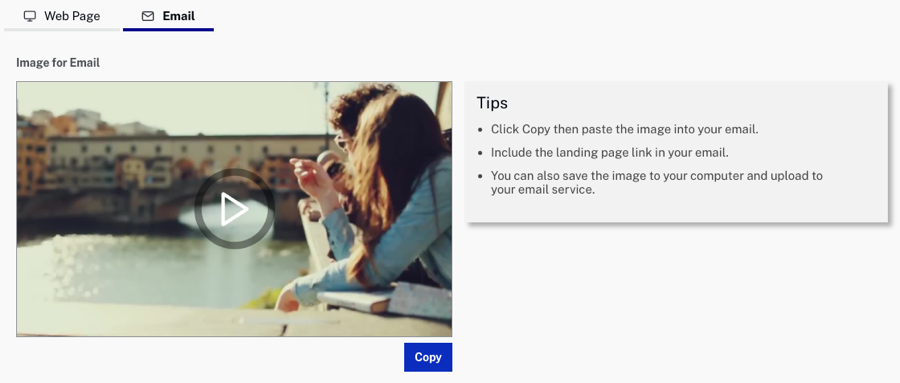 Web Page
Email
Image for Email
Tips
Click Copy then paste the image into your email.
Include the landing page link in your email.
You can also save the image to your computer and upload to
your email service.
Copy